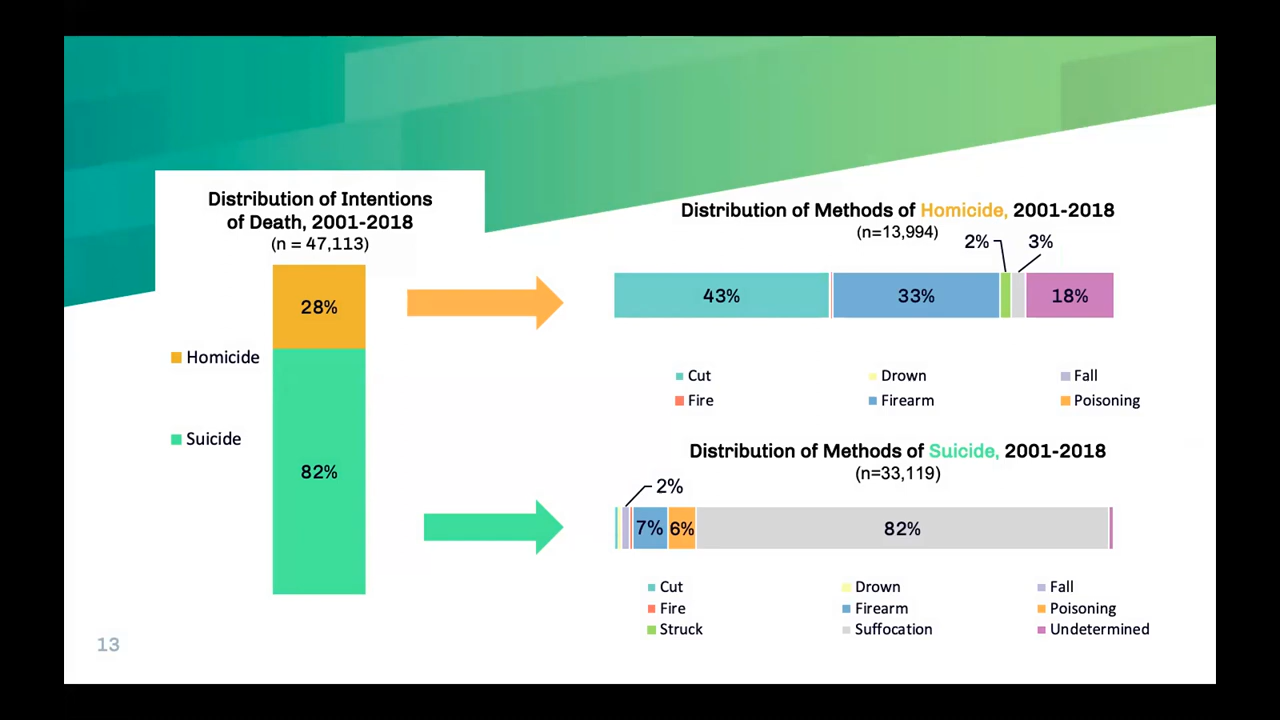 Distribution of Intentions
of Death, 2001-2018
(n = 47,113)
28%
Homicide
Suicide
82%
Distribution of Methods of Homicide, 2001-2018
(n=13,994)
2%
3%
43%
33%
18%
Cut
Drown
Fall
Fire
Firearm
Poisoning
Distribution of Methods of Suicide, 2001-2018
(n=33,119)
2%
7%
6%
82%
Cut
Drown
Fall
Fire
Firearm
Poisoning
Struck
Suffocation
Undetermined
13